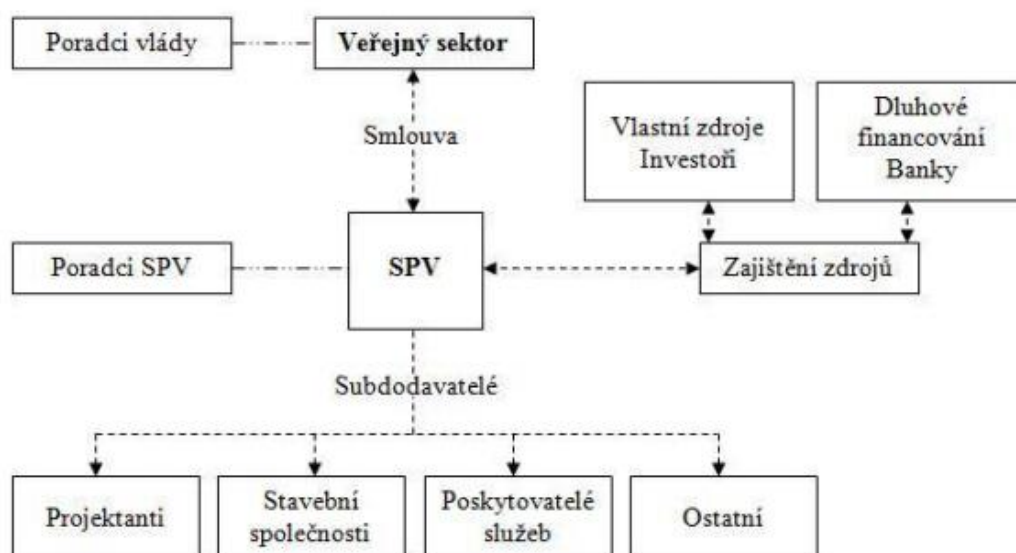 Poradci vlády
Veřejný sektor
Smlouva
Vlastní zdroje
Investoři
Dluhové
financování
Banky
Poradci SPV
SPV
Zajištění zdrojů
Subdodavatelé
Projektanti
Stavební
společnosti
Poskytovatelé
služeb
Ostatní